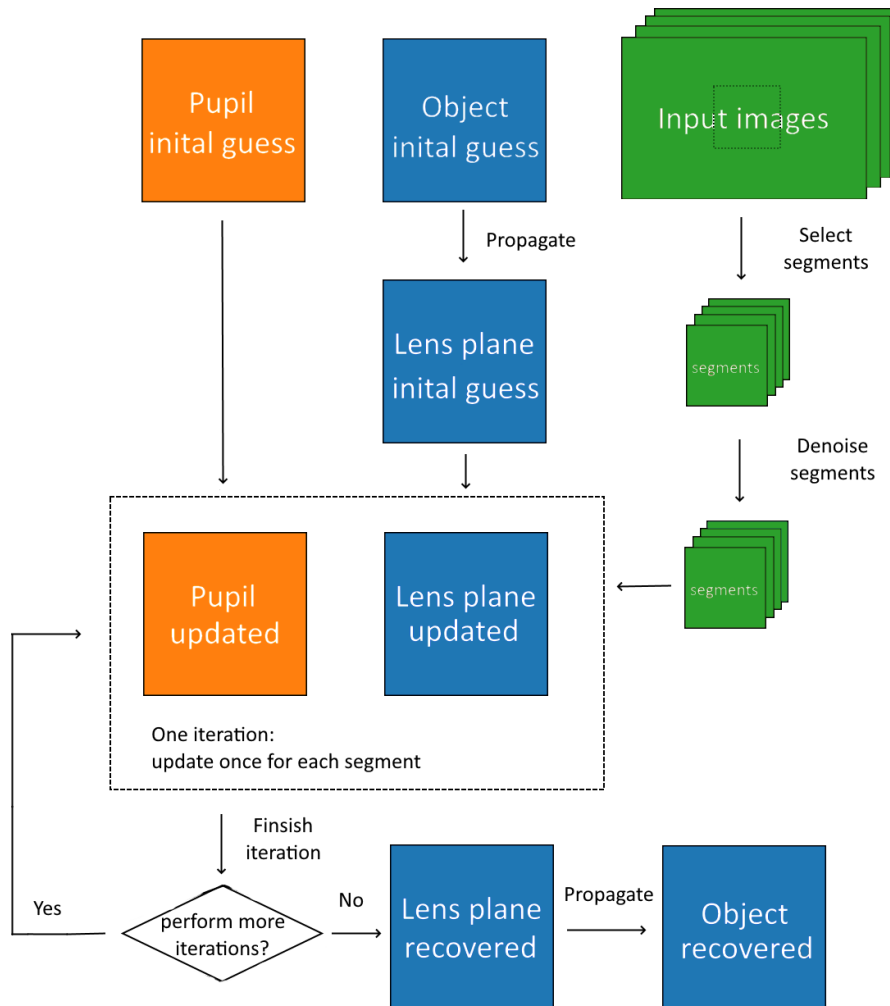 Pupil
inital guess
Object
inital guess
Input images
Propagate
Select
segments
Lens plane
inital guess
segments
Denoise
segments
Pupil
updated
Lens plane
updated
segments
One iteration:
update once for each segment
Finsish
iteration
Yes
perform more
iterations?
No
Lens plane
recovered
Propagate
Object
recovered